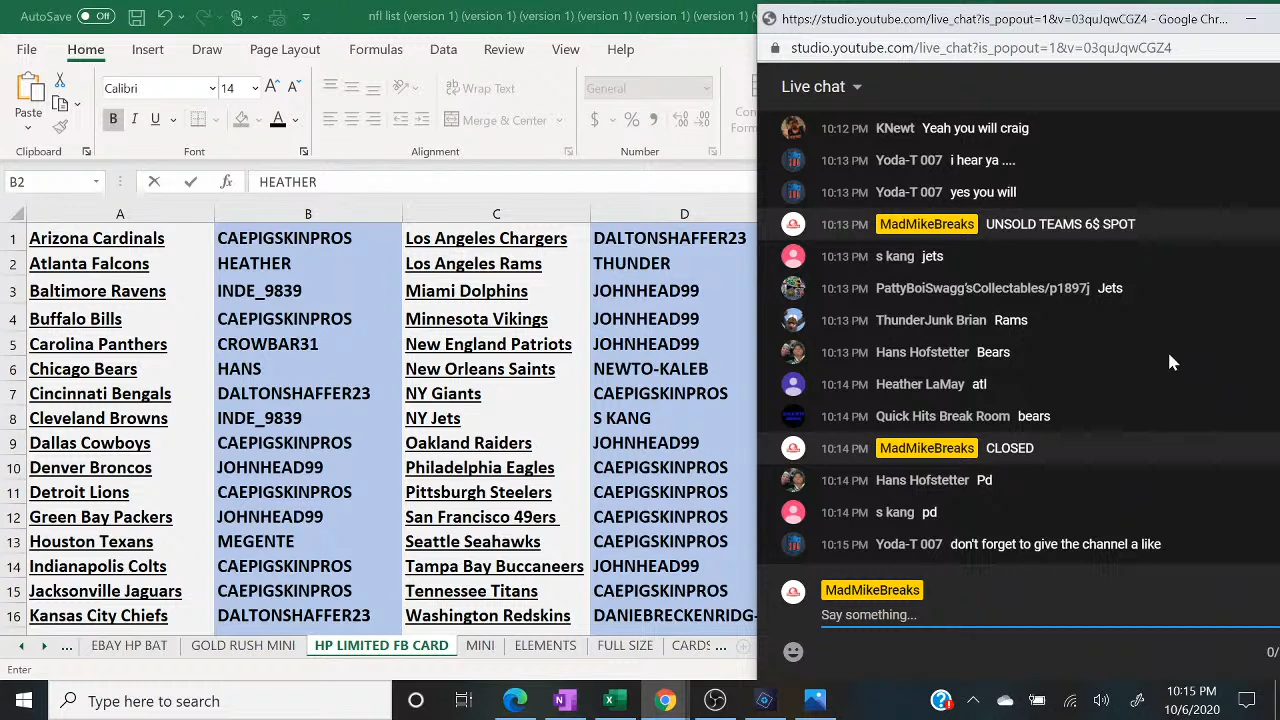 AutoSave Off nfl list (version 1) (version 1) (version 1)
File Home Insert Draw Page Layout Formulas Data Review View Help
Paste Calibri 14 Wrap Text General
B I U A Merge & Center $ %
Clipboard Font Alignment Number
B2 fx HEATHER
A B C D
1 Arizona Cardinals CAEPIGSKINPROS Los Angeles Chargers DALTONSHAFFER23
2 Atlanta Falcons HEATHER Los Angeles Rams THUNDER
3 Baltimore Ravens INDE_9839 Miami Dolphins JOHNHEAD99
4 Buffalo Bills CAEPIGSKINPROS Minnesota Vikings JOHNHEAD99
5 Carolina Panthers CROWBAR31 New England Patriots JOHNHEAD99
6 Chicago Bears HANS New Orleans Saints NEWTO-KALEB
7 Cincinnati Bengals DALTONSHAFFER23 NY Giants CAEPIGSKINPROS
8 Cleveland Browns INDE_9839 NY Jets S KANG
9 Dallas Cowboys CAEPIGSKINPROS Oakland Raiders JOHNHEAD99
10 Denver Broncos JOHNHEAD99 Philadelphia Eagles CAEPIGSKINPROS
11 Detroit Lions CAEPIGSKINPROS Pittsburgh Steelers CAEPIGSKINPROS
12 Green Bay Packers JOHNHEAD99 San Francisco 49ers CAEPIGSKINPROS
13 Houston Texans MEGENTE Seattle Seahawks CAEPIGSKINPROS
14 Indianapolis Colts CAEPIGSKINPROS Tampa Bay Buccaneers JOHNHEAD99
15 Jacksonville Jaguars CAEPIGSKINPROS Tennessee Titans CAEPIGSKINPROS
16 Kansas City Chiefs DALTONSHAFFER23 Washington Redskins DANIEBRECKENRIDG-
... EBAY HP BAT GOLD RUSH MINI HP LIMITED FB CARD MINI ELEMENTS FULL SIZE CARDS ...
Enter
https://studio.youtube.com/live_chat?is_popout=1&v=03quJqwCGZ4 - Google Chr...
studio.youtube.com/live_chat?is_popout=1&v=03quJqwCGZ4
Live chat
10:12 PM KNewt Yeah you will craig
10:13 PM Yoda-T 007 i hear ya ....
10:13 PM Yoda-T 007 yes you will
10:13 PM MadMikeBreaks UNSOLD TEAMS 6$ SPOT
10:13 PM s kang jets
10:13 PM PattyBoiSwagg'sCollectables/p1897j Jets
10:13 PM ThunderJunk Brian Rams
10:13 PM Hans Hofstetter Bears
10:14 PM Heather LaMay atl
10:14 PM Quick Hits Break Room bears
10:14 PM MadMikeBreaks CLOSED
10:14 PM Hans Hofstetter Pd
10:14 PM s kang pd
10:15 PM Yoda-T 007 don't forget to give the channel a like
MadMikeBreaks
Say something...
0/
Type here to search
10:15 PM
10/6/2020